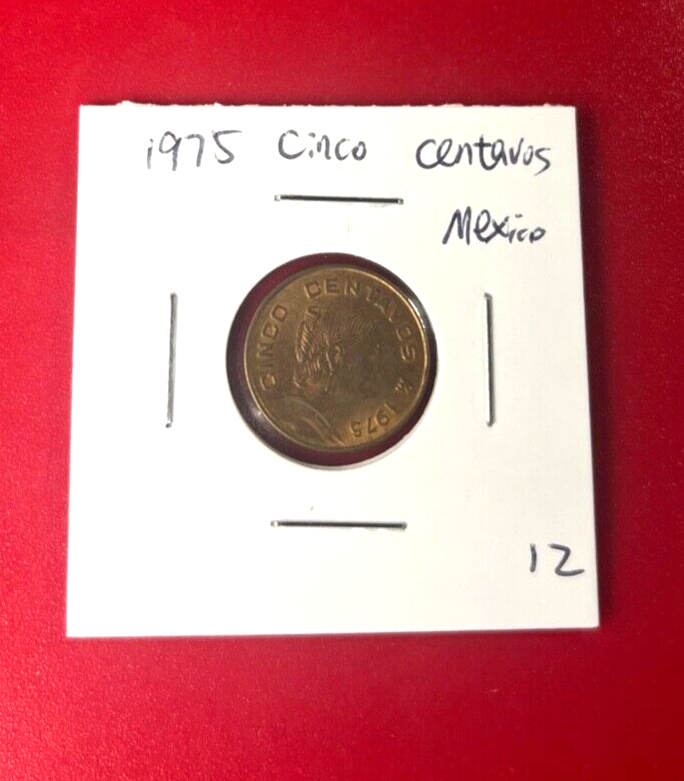 1975 Cinco centavos
Mexico
CINCO CENTAVOS M 1975
12